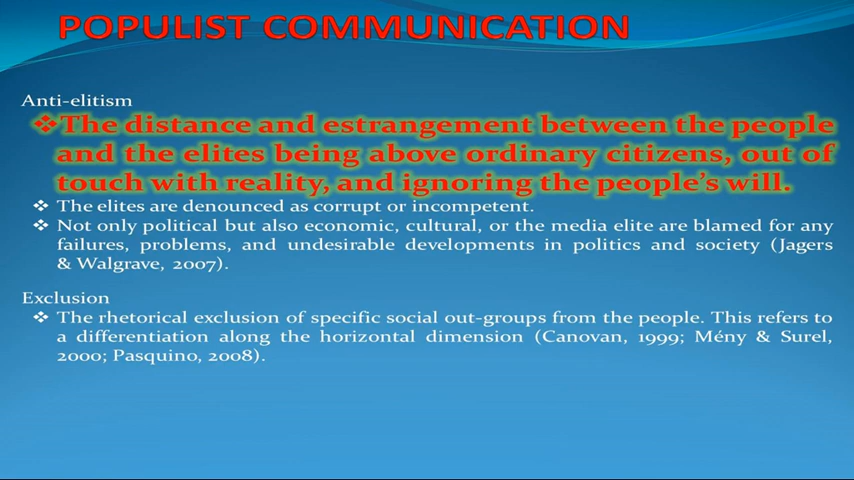 POPULIST COMMUNICATION
Anti-elitism
❖The distance and estrangement between the people
and the elites being above ordinary citizens, out of
touch with reality, and ignoring the people’s will.
❖ The elites are denounced as corrupt or incompetent.
❖ Not only political but also economic, cultural, or the media elite are blamed for any
failures, problems, and undesirable developments in politics and society (Jagers
& Walgrave, 2007).
Exclusion
❖ The rhetorical exclusion of specific social out-groups from the people. This refers to
a differentiation along the horizontal dimension (Canovan, 1999; Mény & Surel,
2000; Pasquino, 2008).